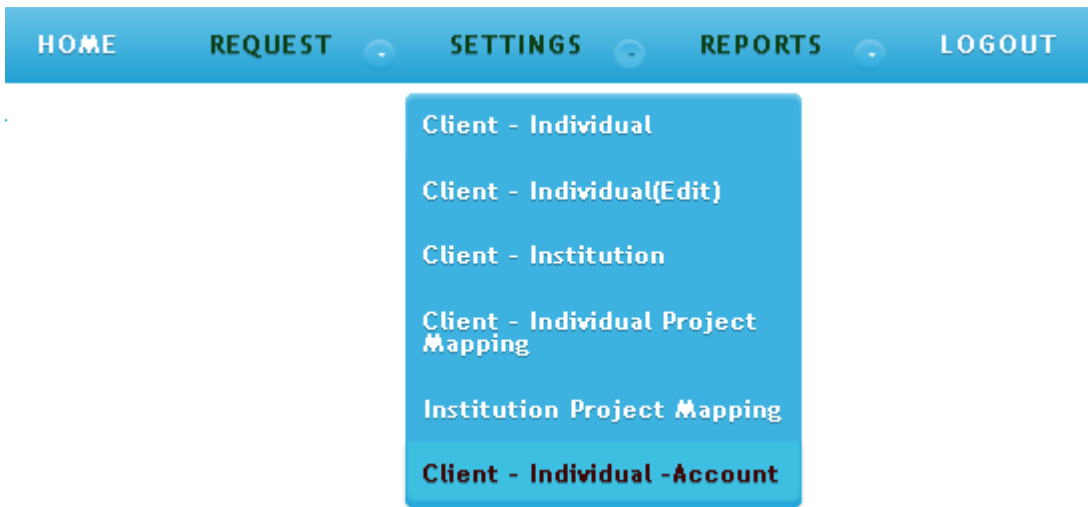 HOME REQUEST SETTINGS REPORTS LOGOUT
Client - Individual
Client - Individual(Edit)
Client - Institution
Client - Individual Project
Mapping
Institution Project Mapping
Client - Individual -Account